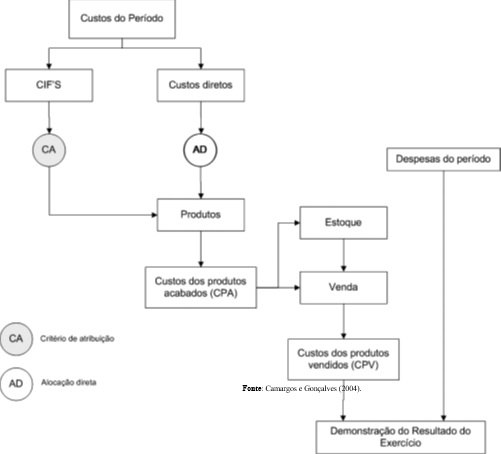 Custos do Período
CIF'S
Custos diretos
CA
AD
Despesas do período
Produtos
Estoque
Custos dos produtos
acabados (CPA)
Venda
CA
Critério de atribuição
Custos dos produtos
vendidos (CPV)
AD
Alocação direta
Fonte: Camargos e Gonçalves (2004).
Demonstração do Resultado do
Exercício